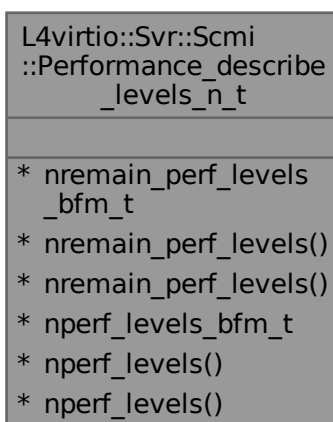 L4virtio::Svr::Scmi
::Performance_describe
_levels_n_t
* nremain_perf_levels
_bfm_t
* nremain_perf_levels()
* nremain_perf_levels()
* nperf_levels_bfm_t
* nperf_levels()
* nperf_levels()